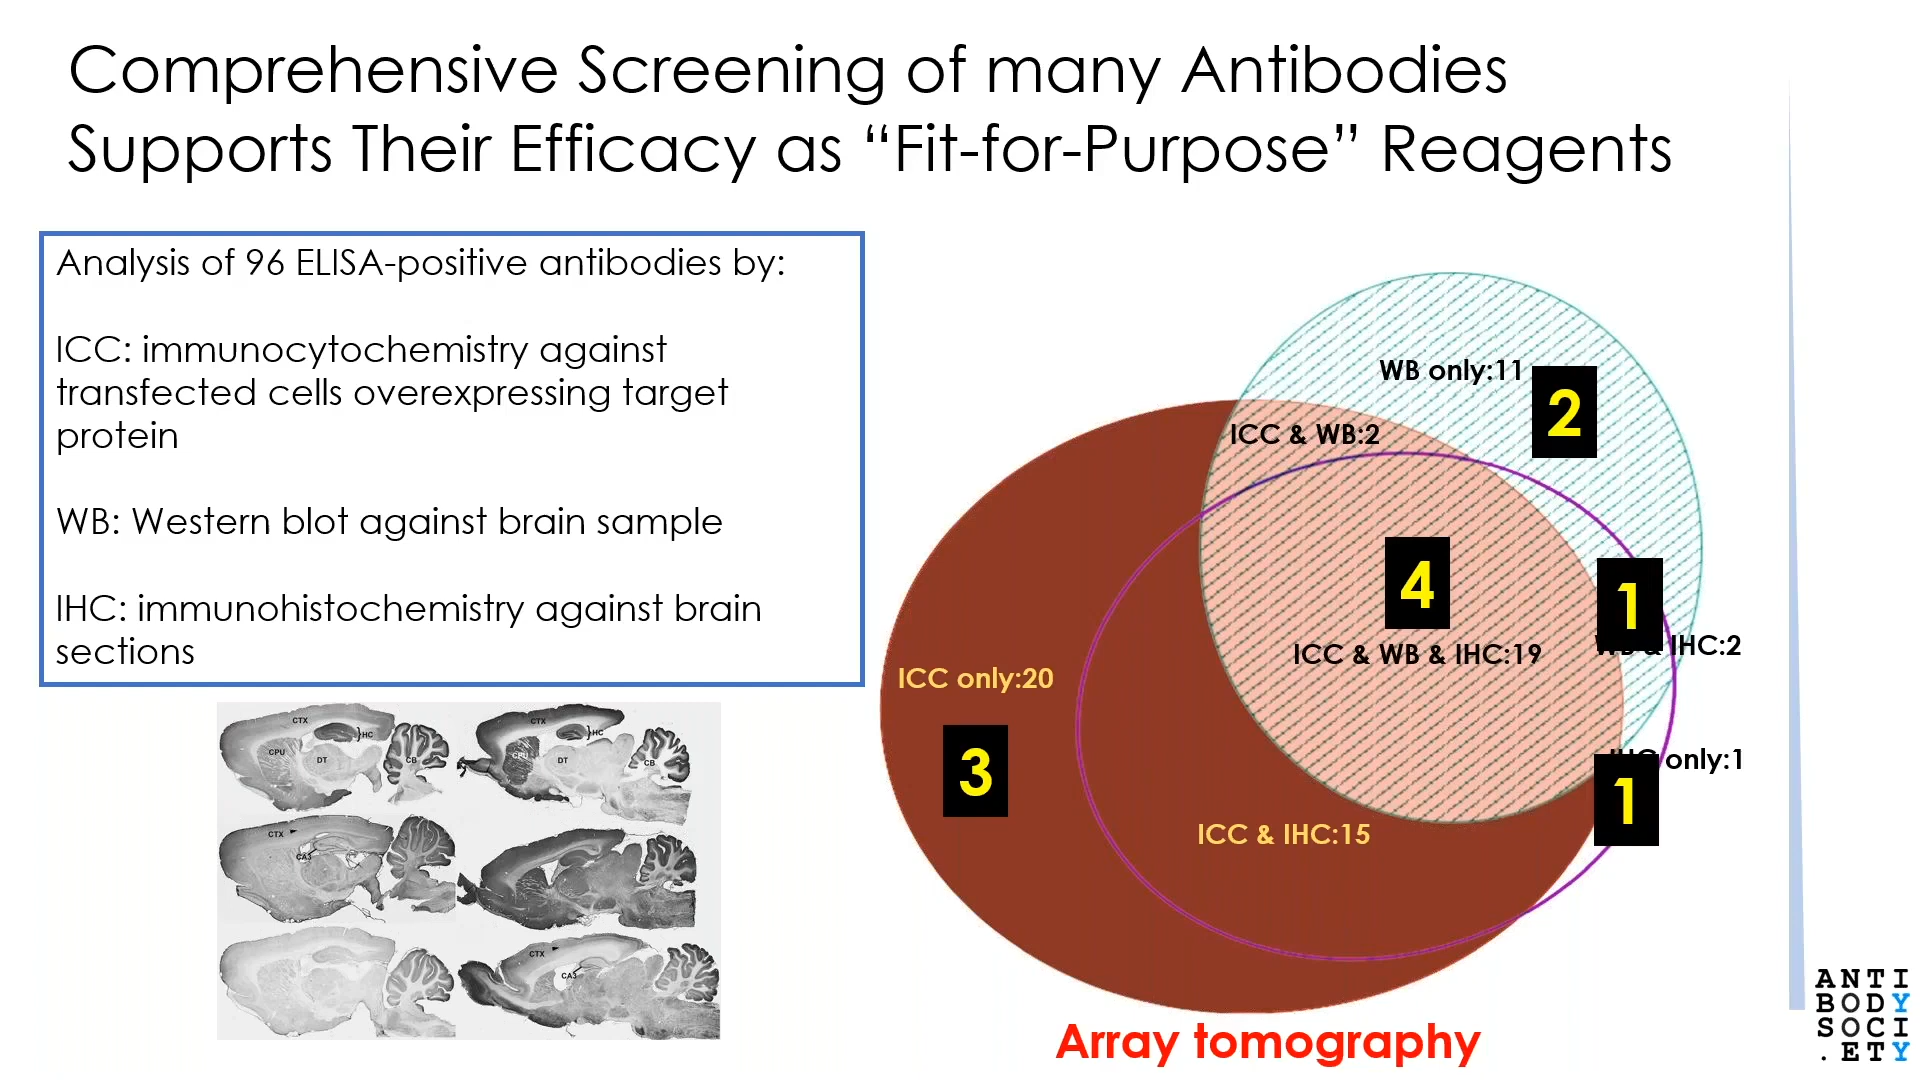 Comprehensive Screening of many Antibodies
Supports Their Efficacy as “Fit-for-Purpose” Reagents
Analysis of 96 ELISA-positive antibodies by:
ICC: immunocytochemistry against
transfected cells overexpressing target
protein
WB: Western blot against brain sample
IHC: immunohistochemistry against brain
sections
WB only:11
2
ICC & WB:2
4
1
ICC & WB & IHC:19
WB & IHC:2
ICC only:20
3
IHC only:1
1
ICC & IHC:15
Array tomography
CTX
HC
CPU
DT
CB
CTX
HC
CPU
DT
CB
CTX
CA3
CTX
CA3
ANTI
BODY
SOCI
.ETY